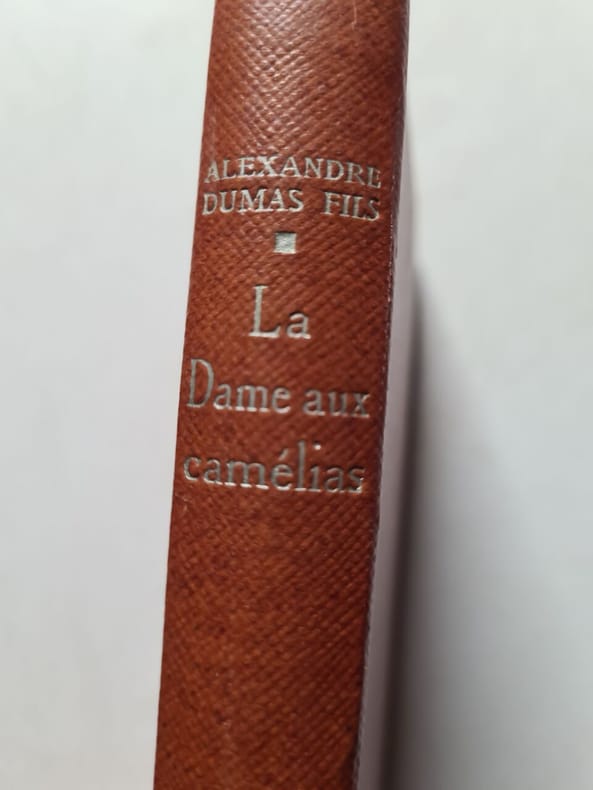 ALEXANDRE
DUMAS FILS
La
Dame aux
camélias